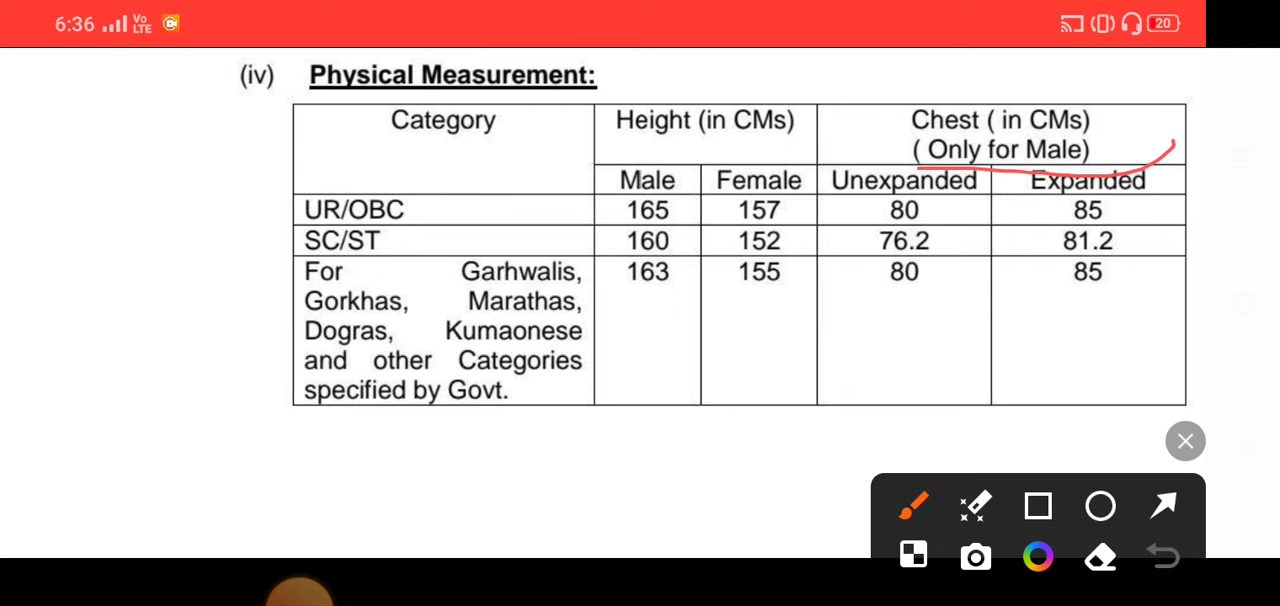 6:36 Vo LTE 20
(iv) Physical Measurement:
Category Height (in CMs) Chest ( in CMs)
( Only for Male)
Male Female Unexpanded Expanded
UR/OBC 165 157 80 85
SC/ST 160 152 76.2 81.2
For Garhwalis, 163 155 80 85
Gorkhas, Marathas,
Dogras, Kumaonese
and other Categories
specified by Govt.